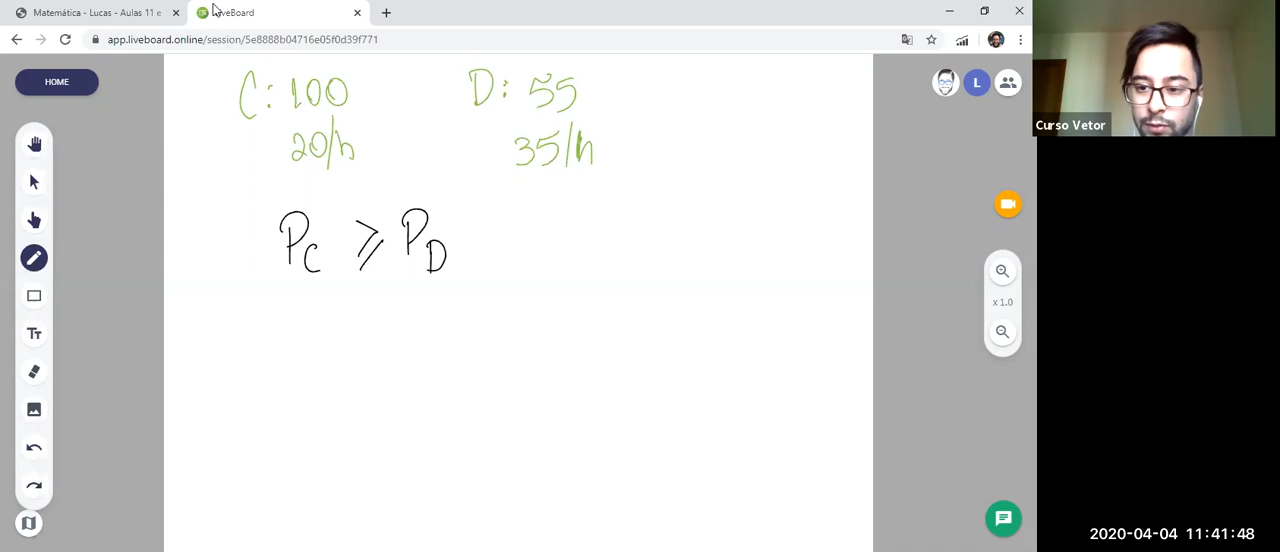 Matemática - Lucas - Aulas 11 e
LiveBoard
app.liveboard.online/session/5e8888b04716e05f0d39f771
HOME
L
Curso Vetor
C: 100
D: 55
20/h
35/h
P_C ≥ P_D
Tт
x 1.0
2020-04-04 11:41:48